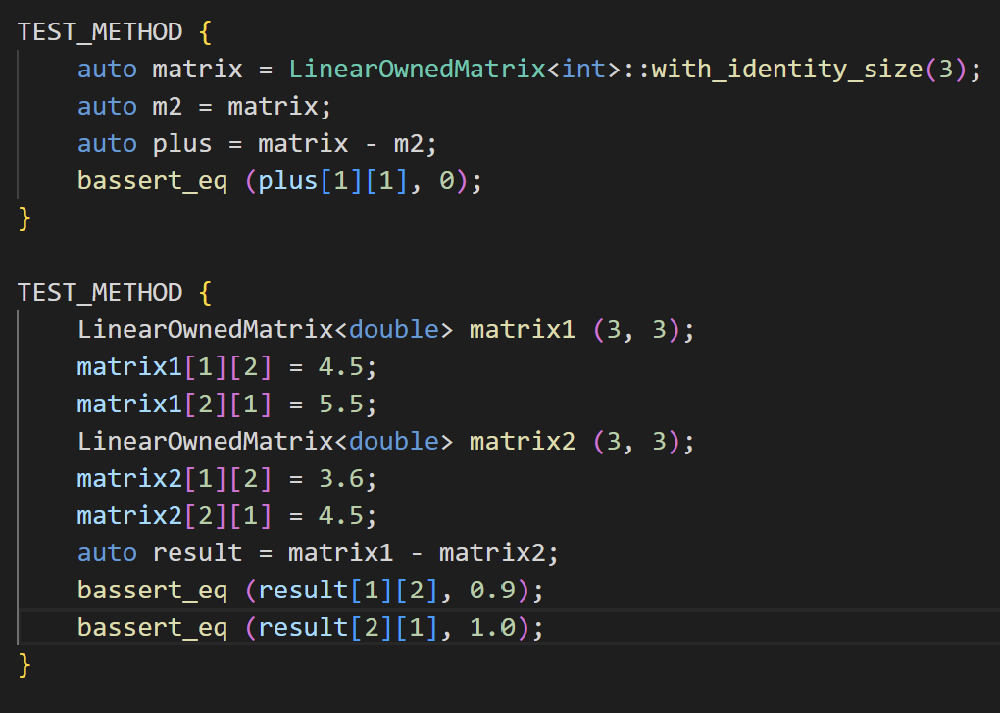 TEST_METHOD {
    auto matrix = LinearOwnedMatrix<int>::with_identity_size(3);
    auto m2 = matrix;
    auto plus = matrix - m2;
    bassert_eq (plus[1][1], 0);
}

TEST_METHOD {
    LinearOwnedMatrix<double> matrix1 (3, 3);
    matrix1[1][2] = 4.5;
    matrix1[2][1] = 5.5;
    LinearOwnedMatrix<double> matrix2 (3, 3);
    matrix2[1][2] = 3.6;
    matrix2[2][1] = 4.5;
    auto result = matrix1 - matrix2;
    bassert_eq (result[1][2], 0.9);
    bassert_eq (result[2][1], 1.0);
}